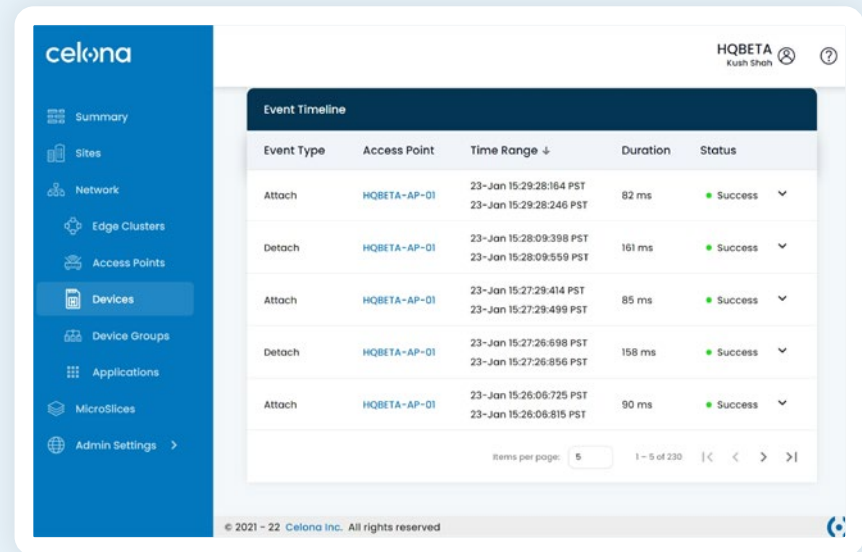 celona
HQBETA
Kush Shah
Summary
Sites
Network
Edge Clusters
Access Points
Devices
Device Groups
Applications
MicroSlices
Admin Settings
Event Timeline
Event Type Access Point Time Range ↓ Duration Status
Attach HQBETA-AP-01 23-Jan 15:29:28:164 PST 82 ms Success
23-Jan 15:29:28:246 PST
Detach HQBETA-AP-01 23-Jan 15:28:09:398 PST 161 ms Success
23-Jan 15:28:09:559 PST
Attach HQBETA-AP-01 23-Jan 15:27:29:414 PST 85 ms Success
23-Jan 15:27:29:499 PST
Detach HQBETA-AP-01 23-Jan 15:27:26:698 PST 158 ms Success
23-Jan 15:27:26:856 PST
Attach HQBETA-AP-01 23-Jan 15:26:06:725 PST 90 ms Success
23-Jan 15:26:06:815 PST
Items per page: 5 1 – 5 of 230
© 2021 - 22 Celona Inc. All rights reserved